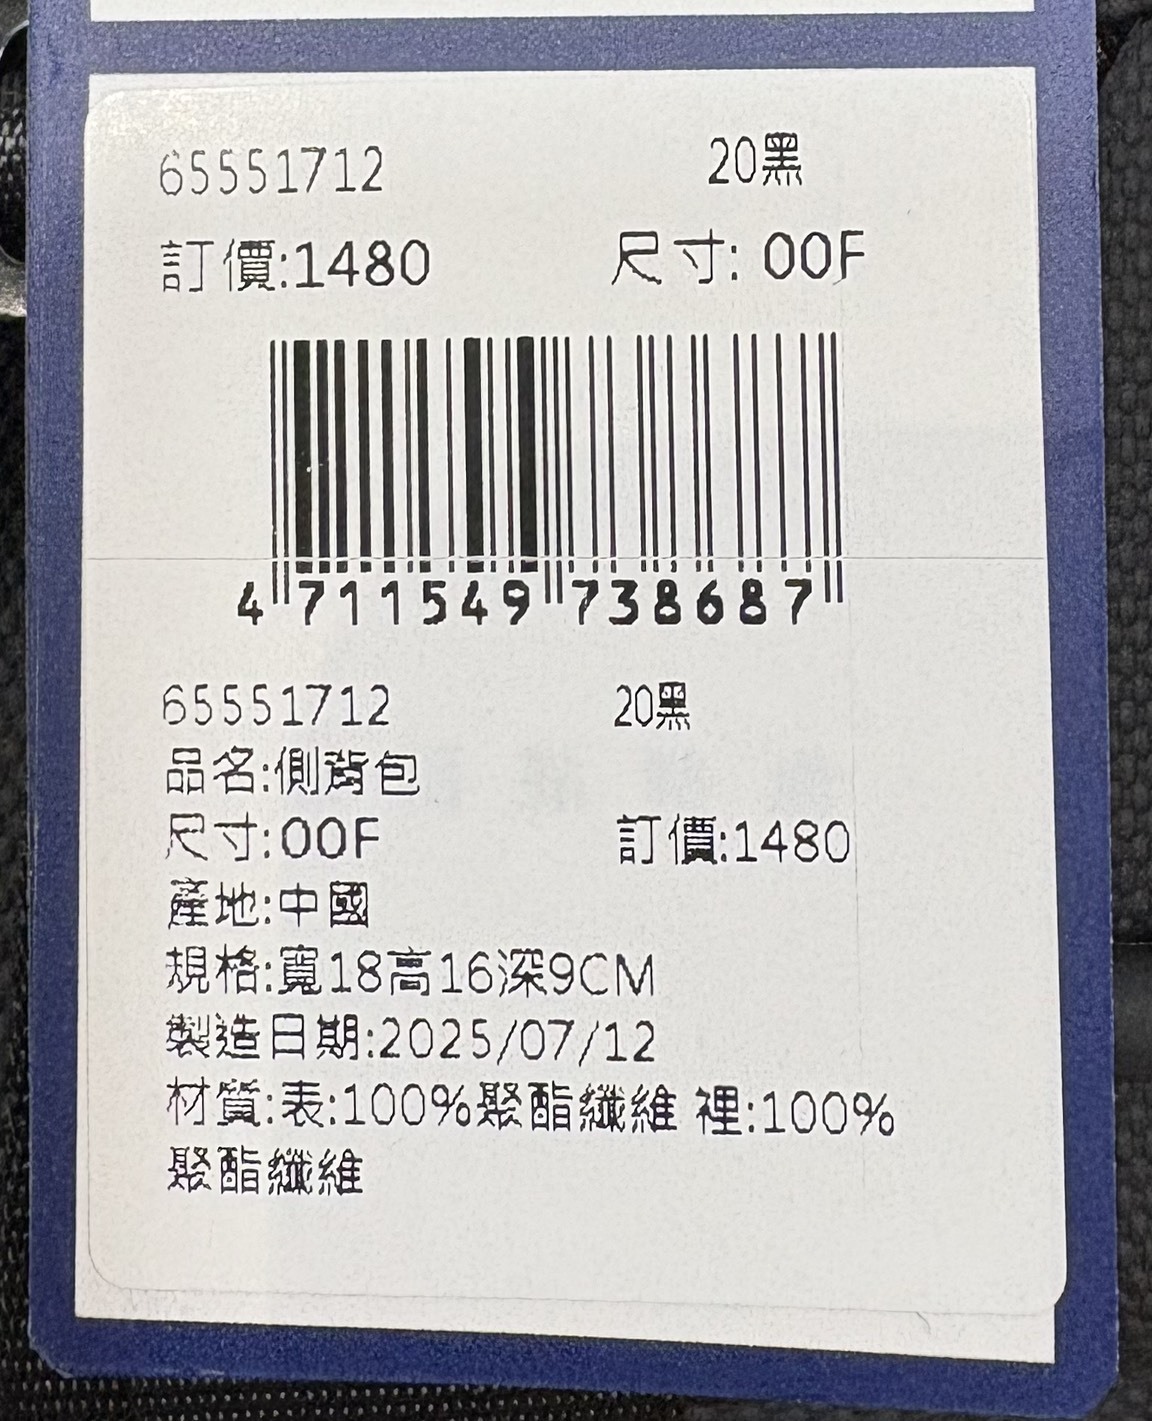 65551712 20黑
訂價:1480 尺寸: 00F
4 711549 738687
65551712 20黑
品名:側背包
尺寸:00F 訂價:1480
產地:中國
規格:寬18高16深9CM
製造日期:2025/07/12
材質:表:100%聚酯纖維 裡:100%
聚酯纖維